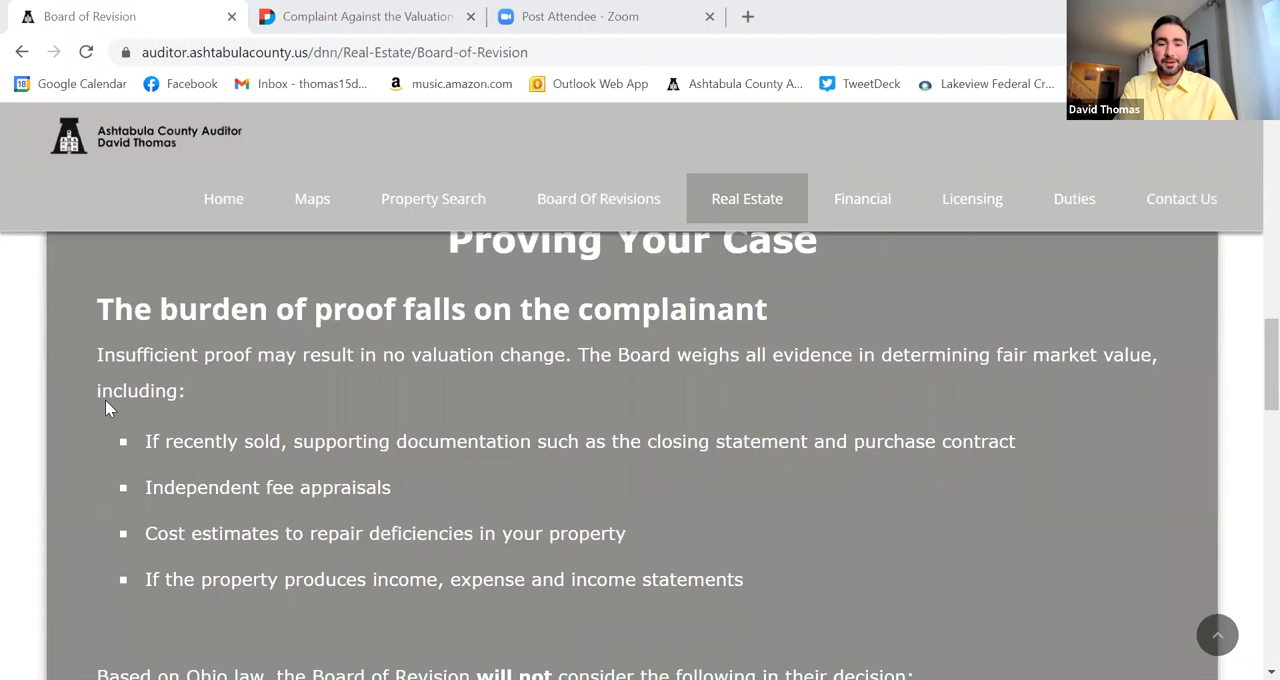 Board of Revision
Complaint Against the Valuation
Post Attendee - Zoom
auditor.ashtabulacounty.us/dnn/Real-Estate/Board-of-Revision
18
Google Calendar
Facebook
Inbox - thomas15d...
music.amazon.com
Outlook Web App
Ashtabula County A...
TweetDeck
Lakeview Federal Cr...
David Thomas
Ashtabula County Auditor
David Thomas
Home
Maps
Property Search
Board Of Revisions
Real Estate
Financial
Licensing
Duties
Contact Us
Proving Your Case
The burden of proof falls on the complainant
Insufficient proof may result in no valuation change. The Board weighs all evidence in determining fair market value,
including:
If recently sold, supporting documentation such as the closing statement and purchase contract
Independent fee appraisals
Cost estimates to repair deficiencies in your property
If the property produces income, expense and income statements
Based on Ohio law, the Board of Revision will not consider the following in their decision: